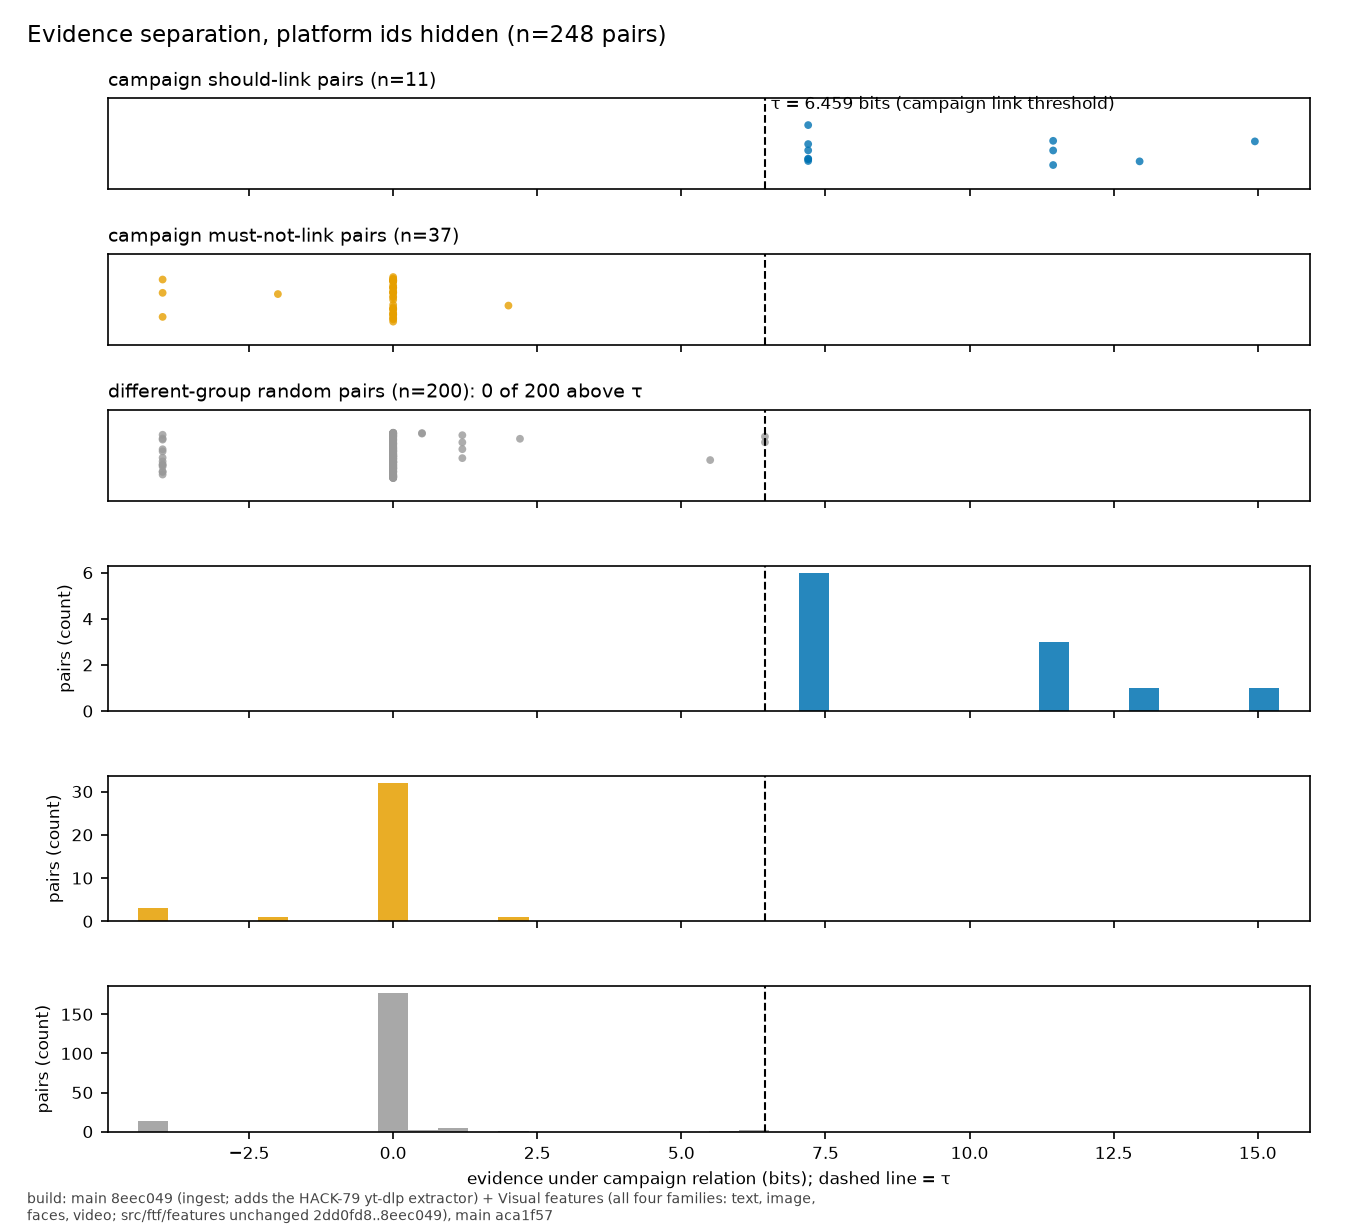 Evidence separation, platform ids hidden (n=248 pairs)
campaign should-link pairs (n=11)
τ = 6.459 bits (campaign link threshold)
campaign must-not-link pairs (n=37)
different-group random pairs (n=200): 0 of 200 above τ
pairs (count)
6
4
2
0
pairs (count)
30
20
10
0
pairs (count)
150
100
50
0
−2.5 0.0 2.5 5.0 7.5 10.0 12.5 15.0
evidence under campaign relation (bits); dashed line = τ
build: main 8eec049 (ingest; adds the HACK-79 yt-dlp extractor) + Visual features (all four families: text, image,
faces, video; src/ftf/features unchanged 2dd0fd8..8eec049), main aca1f57